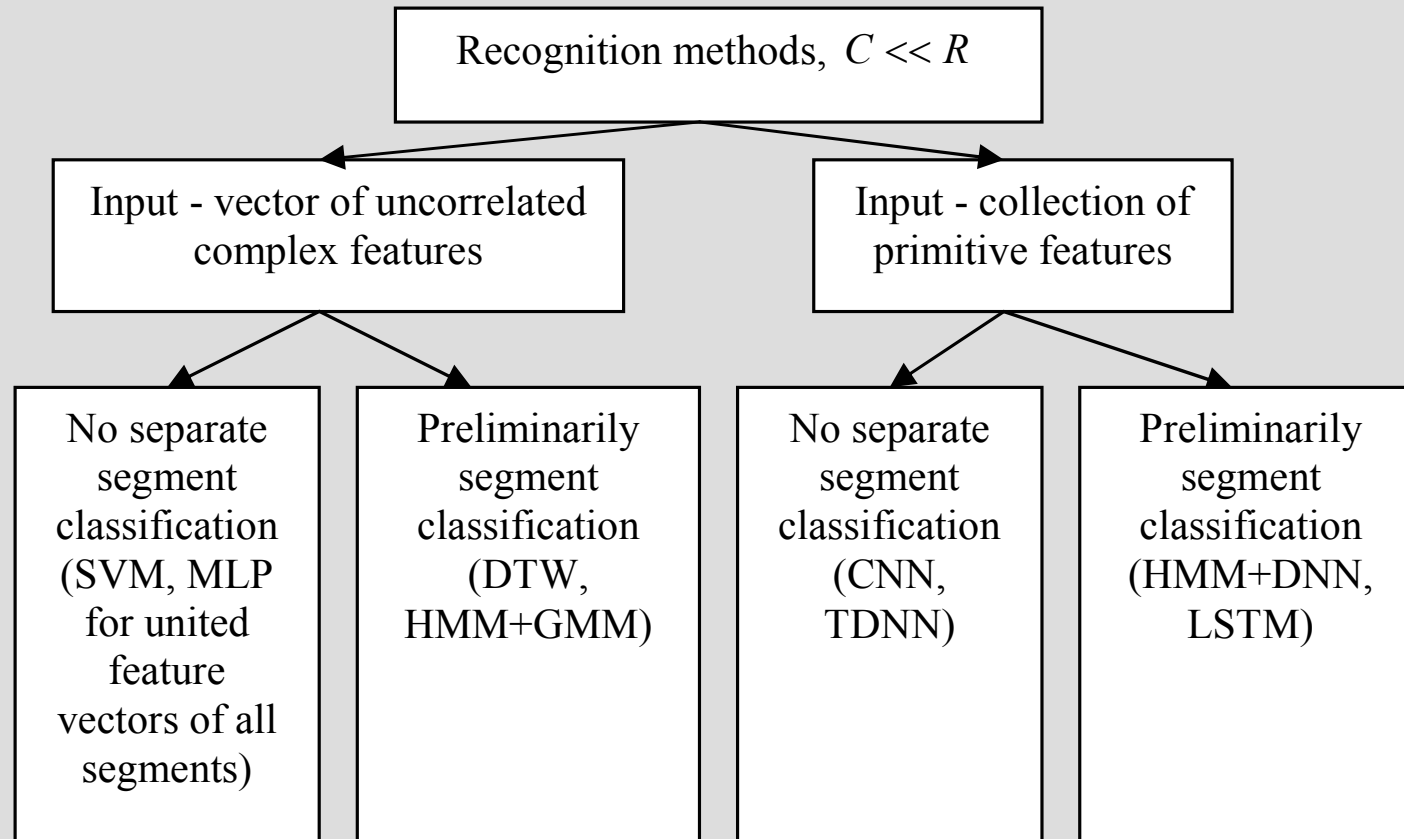 Recognition methods, C << R
Input - vector of uncorrelated
complex features
Input - collection of
primitive features
No separate
segment
classification
(SVM, MLP
for united
feature
vectors of all
segments)
Preliminarily
segment
classification
(DTW,
HMM+GMM)
No separate
segment
classification
(CNN,
TDNN)
Preliminarily
segment
classification
(HMM+DNN,
LSTM)